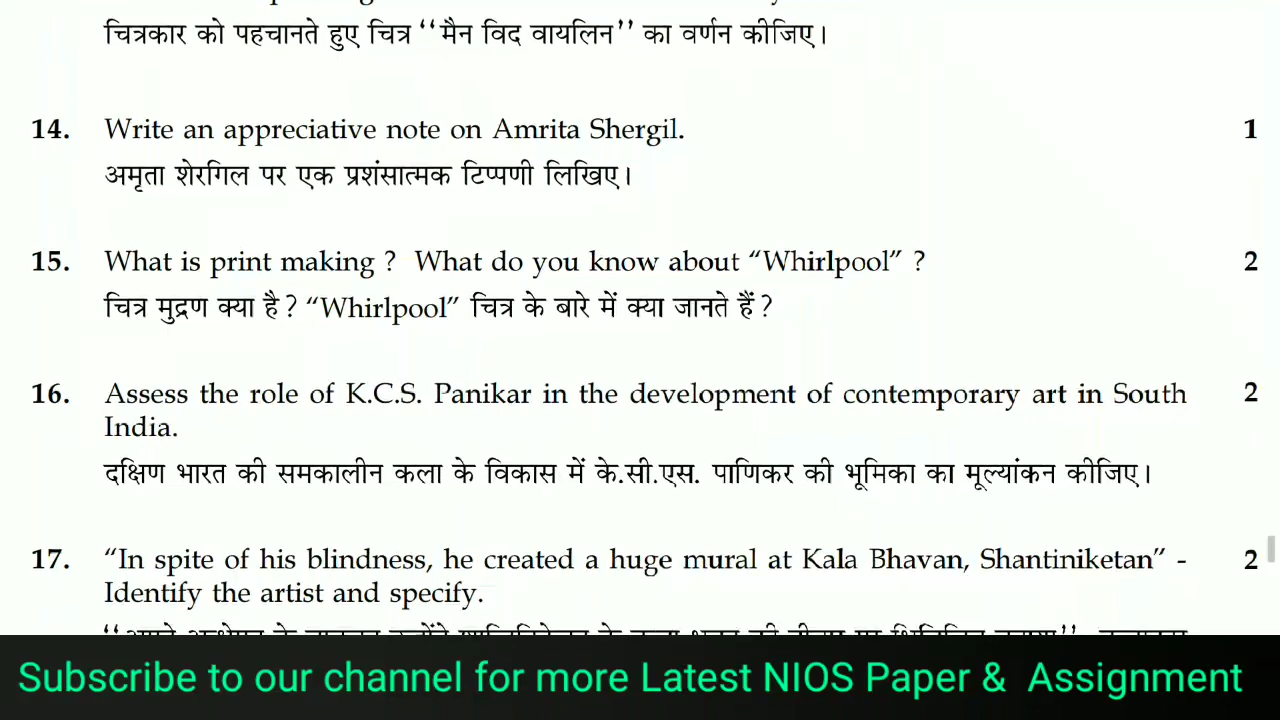 चित्रकार को पहचानते हुए चित्र ‘‘मैन विद वायलिन’’ का वर्णन कीजिए।
14. Write an appreciative note on Amrita Shergil. 1
अमृता शेरगिल पर एक प्रशंसात्मक टिप्पणी लिखिए।
15. What is print making ? What do you know about “Whirlpool” ? 2
चित्र मुद्रण क्या है ? “Whirlpool” चित्र के बारे में क्या जानते हैं ?
16. Assess the role of K.C.S. Panikar in the development of contemporary art in South 2
India.
दक्षिण भारत की समकालीन कला के विकास में के.सी.एस. पाणिकर की भूमिका का मूल्यांकन कीजिए।
17. “In spite of his blindness, he created a huge mural at Kala Bhavan, Shantiniketan” - 2
Identify the artist and specify.
Subscribe to our channel for more Latest NIOS Paper & Assignment